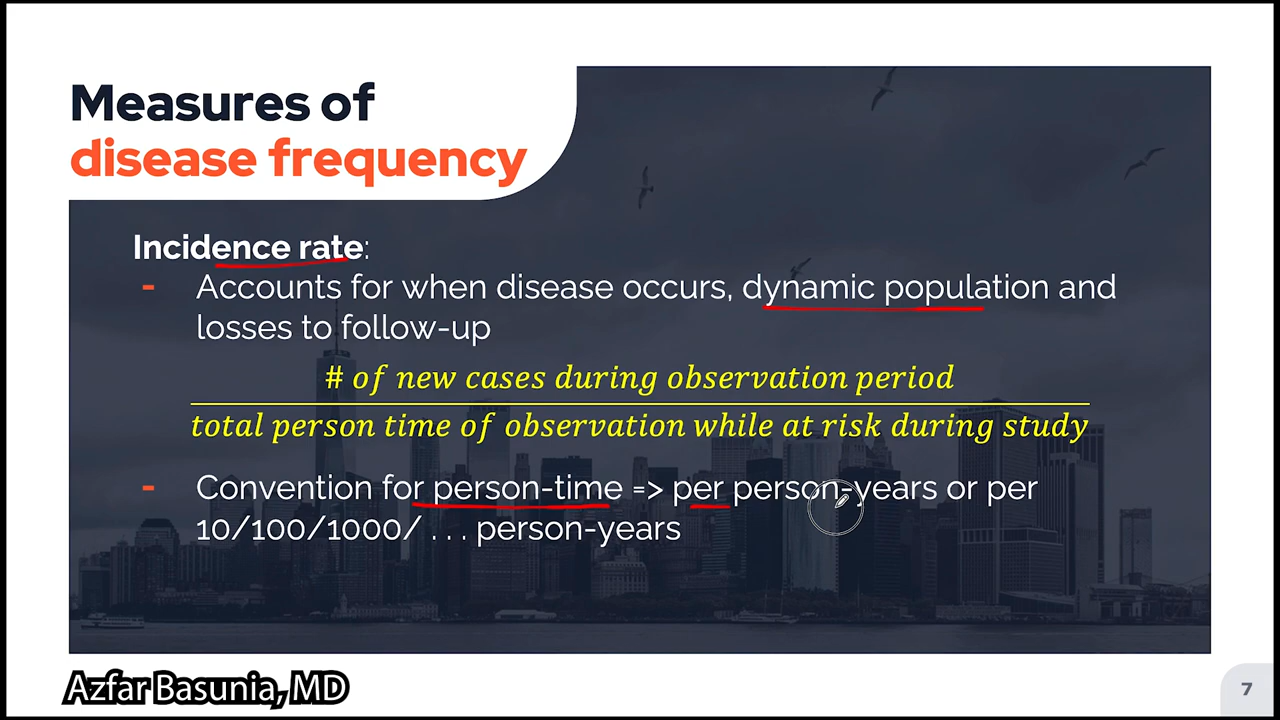 Measures of
disease frequency
Incidence rate:
- Accounts for when disease occurs, dynamic population and
losses to follow-up
# of new cases during observation period
total person time of observation while at risk during study
- Convention for person-time => per person-years or per
10/100/1000/ . . . person-years
Azfar Basunia, MD
7